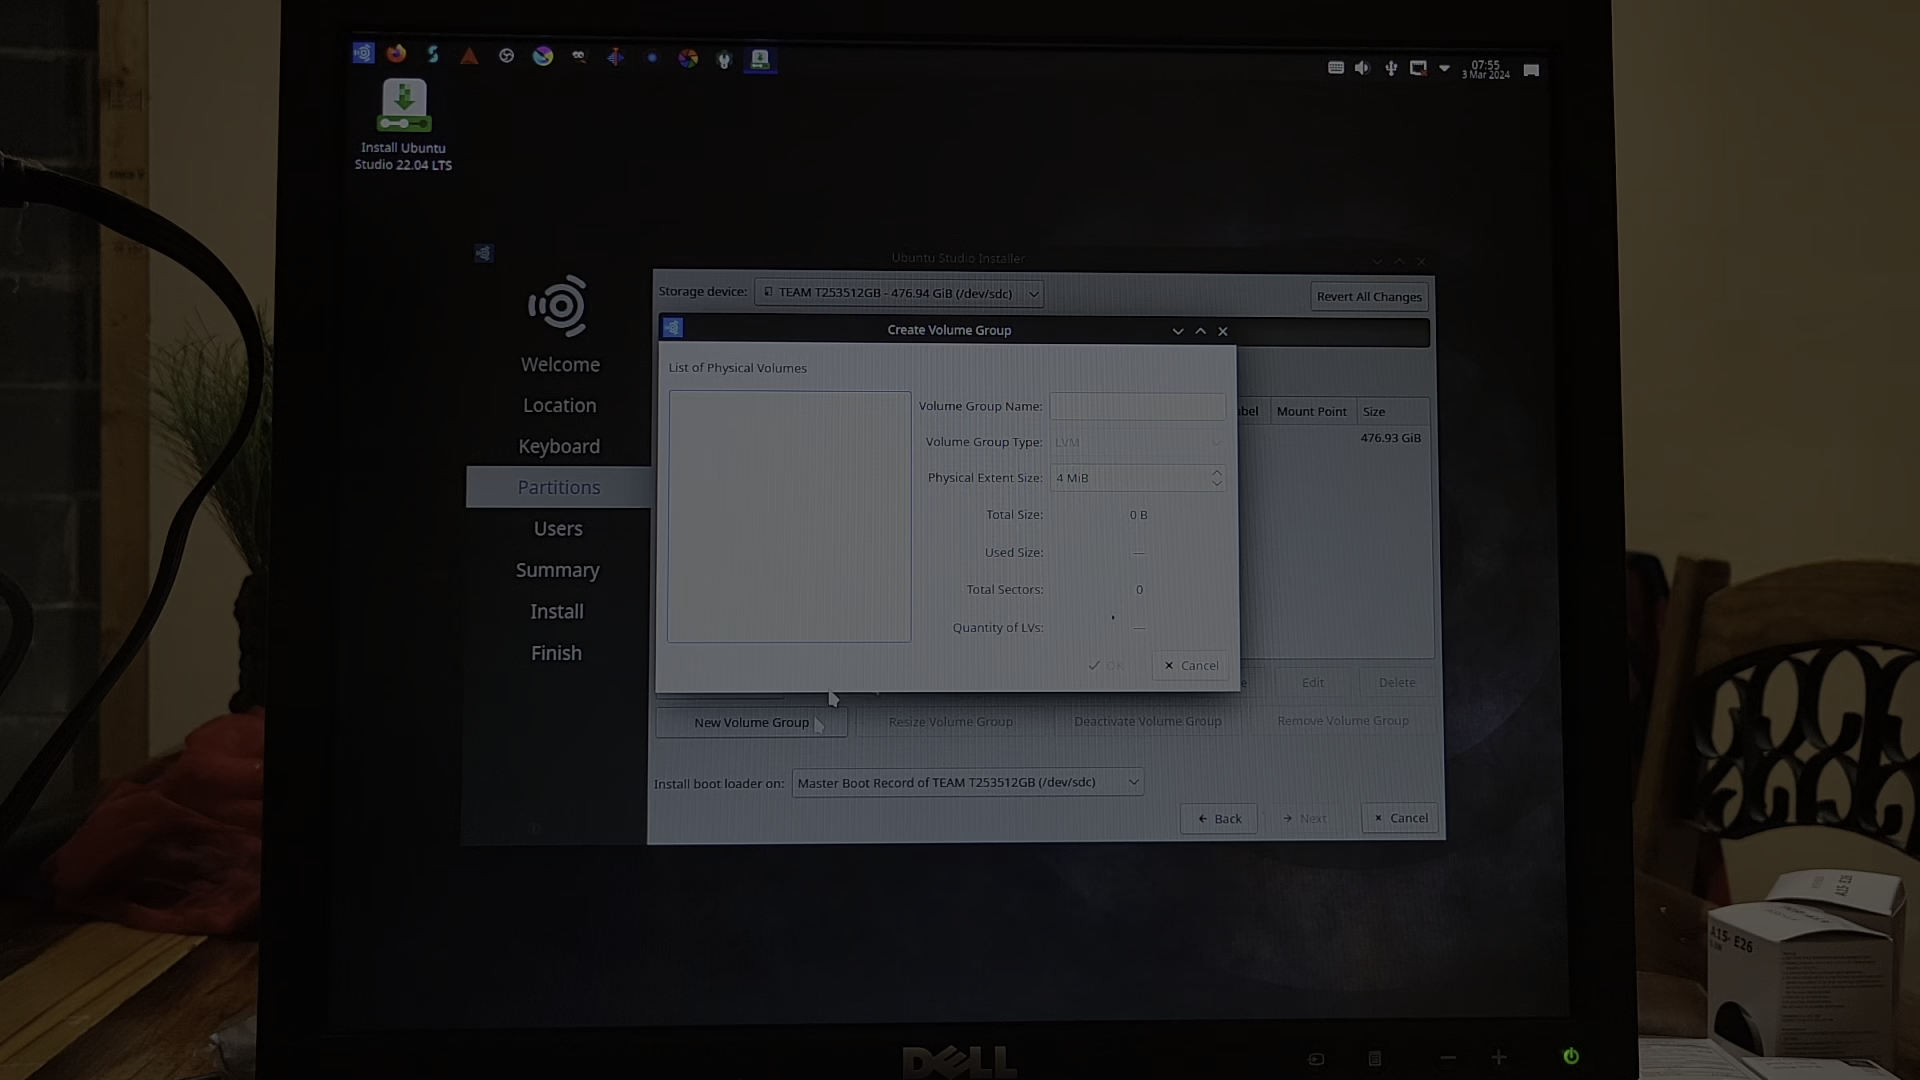 07:55
3 Mar 2024
Install Ubuntu
Studio 22.04 LTS
Ubuntu Studio Installer
Storage device:
TEAM T253512GB - 476.94 GiB (/dev/sdc)
Revert All Changes
Create Volume Group
Welcome
Location
Keyboard
Partitions
Users
Summary
Install
Finish
List of Physical Volumes
Volume Group Name:
Volume Group Type: LVM
Physical Extent Size: 4 MiB
Total Size: 0 B
Used Size: —
Total Sectors: 0
Quantity of LVs: —
OK
Cancel
Mount Point
Size
476.93 GiB
Edit
Delete
New Volume Group
Resize Volume Group
Deactivate Volume Group
Remove Volume Group
Install boot loader on:
Master Boot Record of TEAM T253512GB (/dev/sdc)
Back
Next
Cancel
A15- E26
DELL